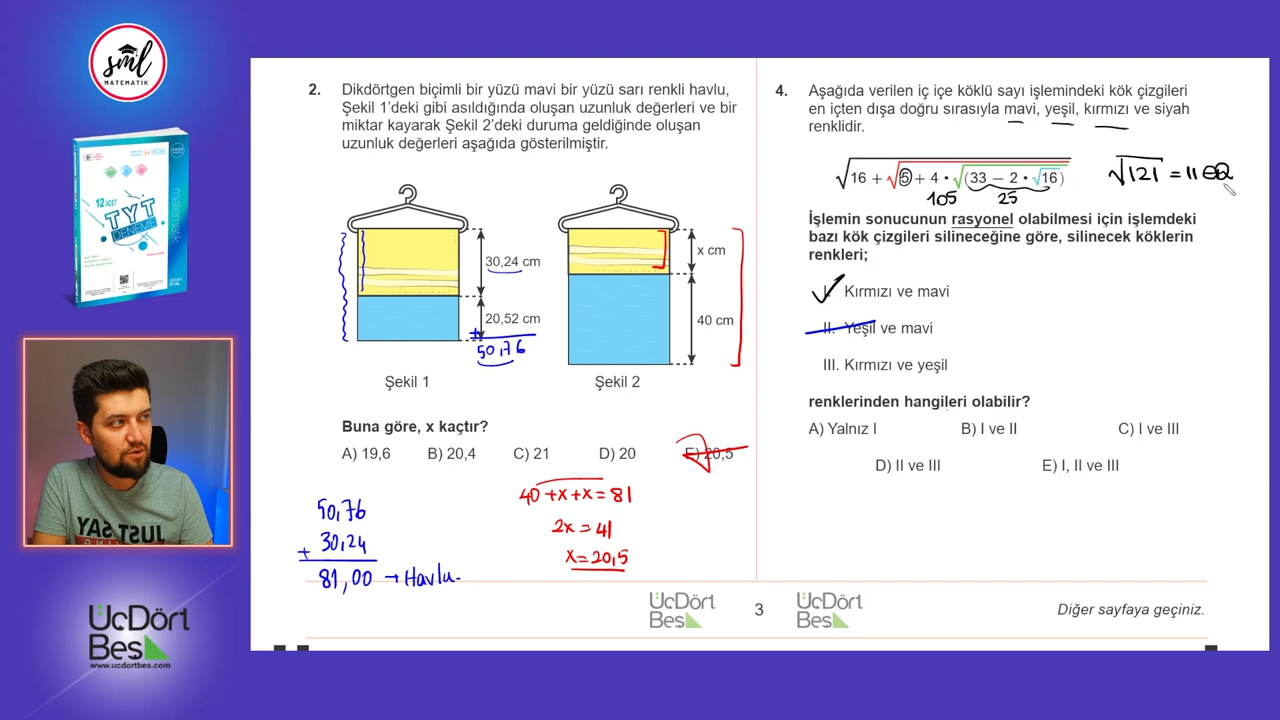 sml
MATEMATİK
12 ADET
TYT
DENEME
matematik
JUST SAY
UcDört
Bes
www.ucdortbes.com
2. Dikdörtgen biçimli bir yüzü mavi bir yüzü sarı renkli havlu,
Şekil 1'deki gibi asıldığında oluşan uzunluk değerleri ve bir
miktar kayarak Şekil 2'deki duruma geldiğinde oluşan
uzunluk değerleri aşağıda gösterilmiştir.
30,24 cm
20,52 cm
+
50,76
x cm
40 cm
Şekil 1
Şekil 2
Buna göre, x kaçtır?
A) 19,6 B) 20,4 C) 21 D) 20 E) 20,5
50,76
+ 30,24
81,00 → Havlu.
40 + x + x = 81
2x = 41
x = 20,5
4. Aşağıda verilen iç içe köklü sayı işlemindeki kök çizgileri
en içten dışa doğru sırasıyla mavi, yeşil, kırmızı ve siyah
renklidir.
√16 + √5 + 4 · √(33 − 2 · √16)
105 25
√121 = 11 ∈ Q
İşlemin sonucunun rasyonel olabilmesi için işlemdeki
bazı kök çizgileri silineceğine göre, silinecek köklerin
renkleri;
I. Kırmızı ve mavi
II. Yeşil ve mavi
III. Kırmızı ve yeşil
renklerinden hangileri olabilir?
A) Yalnız I B) I ve II C) I ve III
D) II ve III E) I, II ve III
UcDört
Bes
3
UcDört
Bes
Diğer sayfaya geçiniz.